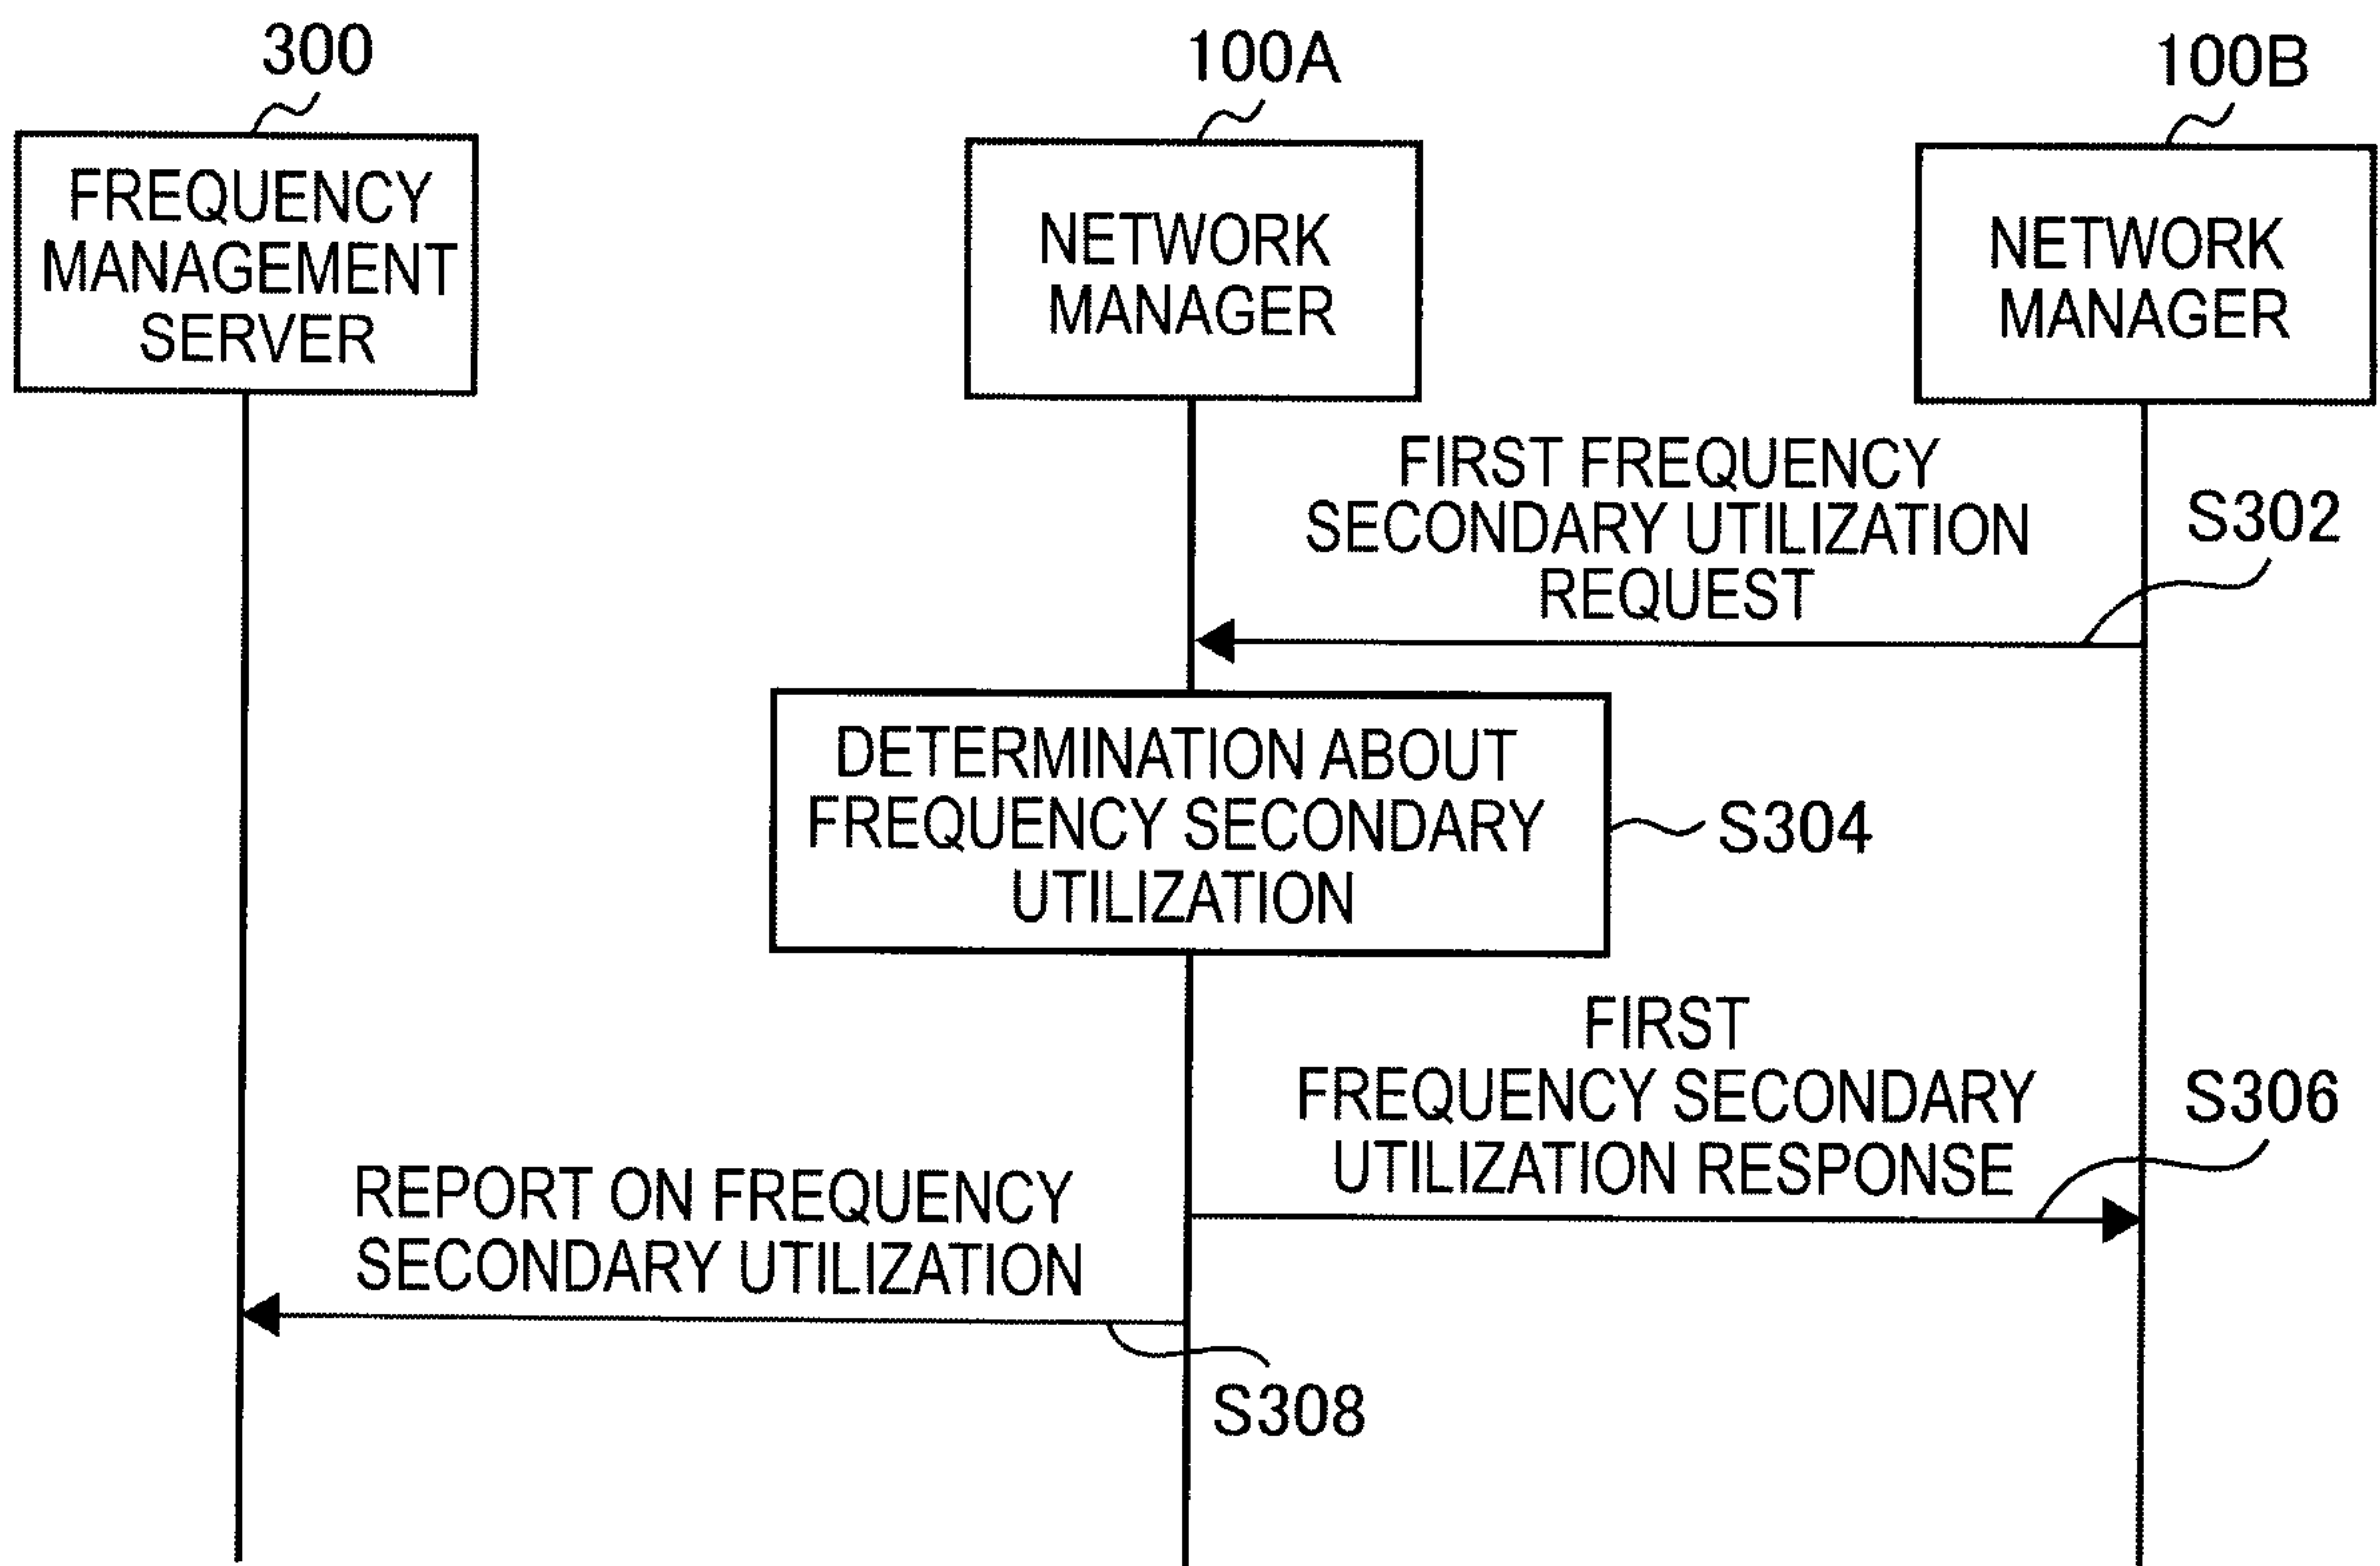 300
100A
100B
FREQUENCY
MANAGEMENT
SERVER
NETWORK
MANAGER
NETWORK
MANAGER
FIRST FREQUENCY
SECONDARY UTILIZATION
REQUEST
S302
DETERMINATION ABOUT
FREQUENCY SECONDARY
UTILIZATION
S304
FIRST
FREQUENCY SECONDARY
UTILIZATION RESPONSE
S306
REPORT ON FREQUENCY
SECONDARY UTILIZATION
S308